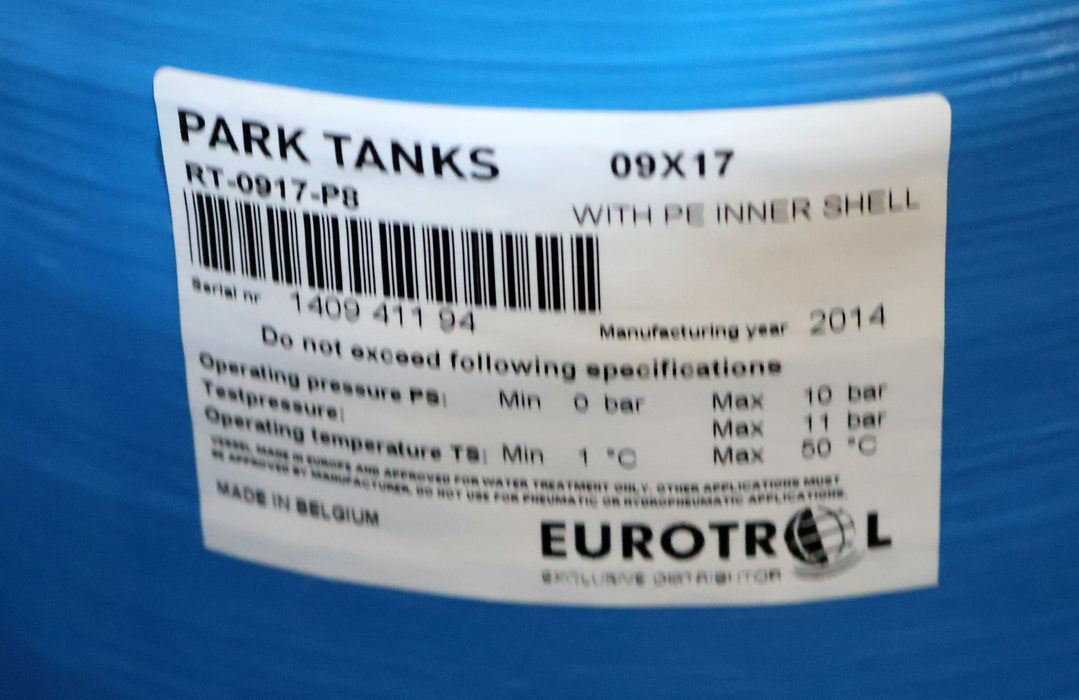 PARK TANKS 09X17
RT-0917-P8
WITH PE INNER SHELL
Serial nr 1409 411 94
Manufacturing year 2014
Do not exceed following specifications
Operating pressure PS: Min 0 bar Max 10 bar
Testpressure: Max 11 bar
Operating temperature TS: Min 1 °C Max 50 °C
VESSEL MADE IN EUROPE AND APPROVED FOR WATER TREATMENT ONLY. OTHER APPLICATIONS MUST
BE APPROVED BY MANUFACTURER. DO NOT USE FOR PNEUMATIC OR HYDROPNEUMATIC APPLICATIONS.
MADE IN BELGIUM
EUROTROL
EXCLUSIVE DISTRIBUTOR